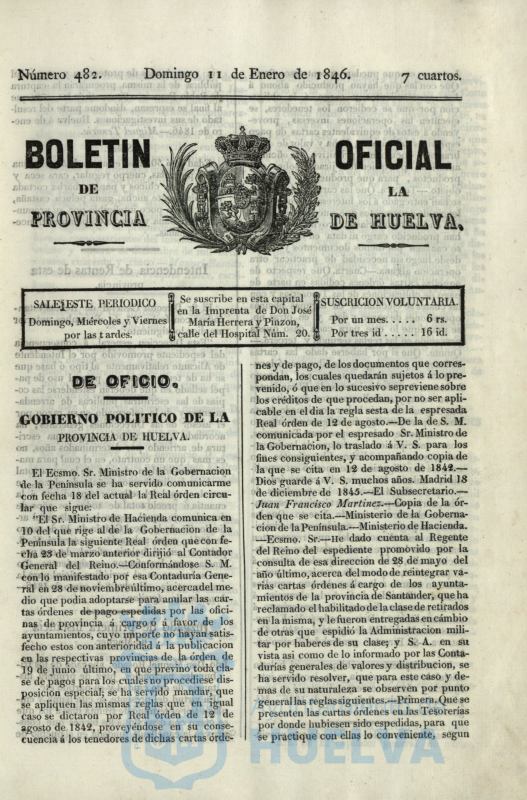 Número 482. Domingo 11 de Enero de 1846. 7 cuartos.
BOLETIN OFICIAL
DE LA
PROVINCIA DE HUELVA.
SALE ESTE PERIODICO
Domingo, Miércoles y Viernes
por las tardes.
Se suscribe en esta capital
en la Imprenta de Don José
María Herrera y Pinzon,
calle del Hospital Núm. 20.
SUSCRICION VOLUNTARIA.
Por un mes. . . . . 6 rs.
Por tres id . . . . . 16 id.
DE OFICIO.
GOBIERNO POLITICO DE LA
PROVINCIA DE HUELVA.
El Ecsmo. Sr. Ministro de la Gobernacion
de la Península se ha servido comunicarme
con fecha 18 del actual la Real órden circu-
lar que sigue:
"El Sr. Ministro de Hacienda comunica en
10 del que rige al de la Gobernacion de la
Península la siguiente Real órden que con fe-
cha 23 de marzo anterior dirijió al Contador
General del Reino.—Conformándose S. M.
con lo manifestado por esa Contaduría Gene-
ral en 28 de noviembre último, acerca del me-
dio que podia adoptarse para anular las car-
tas órdenes de pago espedidas por las ofici-
nas de provincia á cargo ó á favor de los
ayuntamientos, cuyo importe no hayan satis-
fecho estos con anterioridad á la publicacion
en las respectivas provincias de la órden de
19 de junio último, en que previno toda cla-
se de pagos para los cuales no precediese dis-
posicion especial; se ha servido mandar, que
se apliquen las mismas reglas que en igual
caso se dictaron por Real órden de 12 de
agosto de 1842, proveyéndose en su conse-
cuencia á los tenedores de dichas cartas órde-
nes y de pago, de los documentos que corres-
pondan, los cuales quedarán sujetos á lo pre-
venido, ó que en lo sucesivo sepreviene sobre
los créditos de que procedan, por no ser apli-
cable en el dia la regla sesta de la espresada
Real órden de 12 de agosto.—De la de S. M.
comunicada por el espresado Sr. Ministro de
la Gobernacion, lo traslado á V. S. para los
fines consiguientes, y acompañando copia de
la que se cita en 12 de agosto de 1842.—
Dios guarde á V. S. muchos años. Madrid 18
de diciembre de 1845.—El Subsecretario.—
Juan Francisco Martinez.—Copia de la ór-
den que se cita.—Ministerio de la Goberna-
cion de la Península.—Ministerio de Hacienda.
—Ecsmo. Sr.—He dado cuenta al Regente
del Reino del espediente promovido por la
consulta de esa direccion de 28 de mayo del
año último, acerca del modo de reintegrar va-
rias cartas órdenes á cargo de los ayunta-
mientos de la provincia de Santander, que ha
reclamado el habilitado de la clase de retirados
en la misma, y le fueron entregadas en cámbio
de otras que espidió la Administracion mili-
tar por haberes de su clase; y S. A. en su
vista asi como de lo informado por las Conta-
durías generales de valores y distribucion, se
ha servido resolver, que para este caso y de-
mas de su naturaleza se observen por punto
general las reglas siguientes.—Primera. Que se
presenten las cartas órdenes en las Tesorerías
por donde hubiesen sido espedidas, para que
se practique con ellas lo conveniente, segun
HUELVA